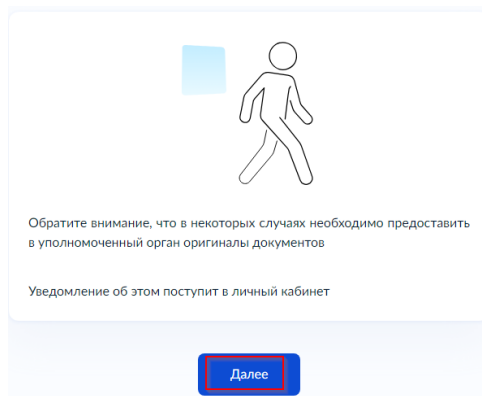 Обратите внимание, что в некоторых случаях необходимо предоставить
в уполномоченный орган оригиналы документов
Уведомление об этом поступит в личный кабинет
Далее